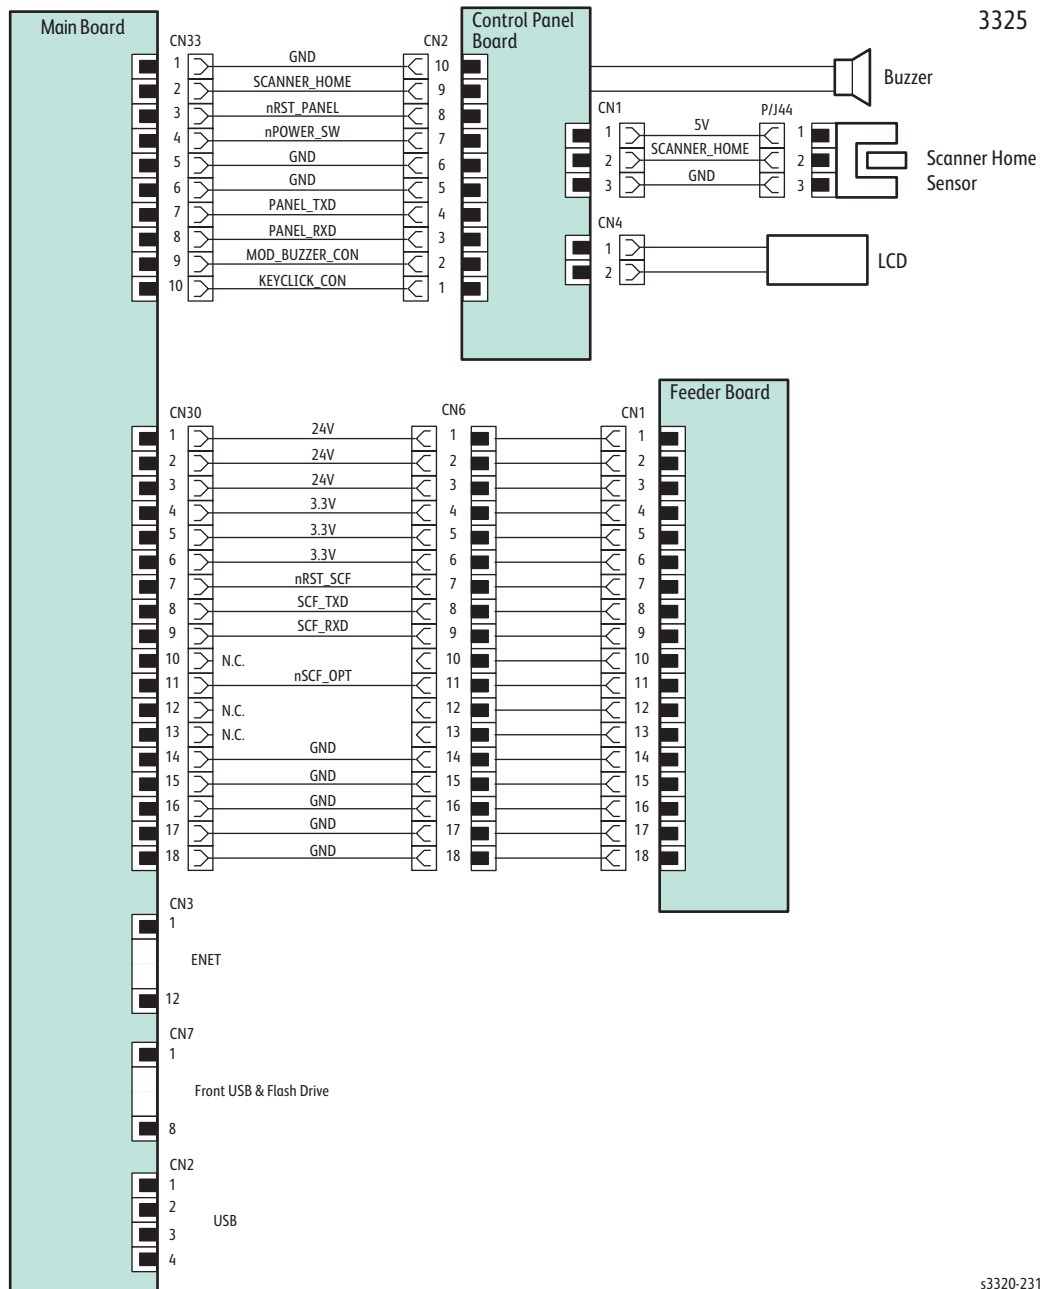 Main Board
Control Panel
Board
3325
CN33
CN2
1 GND 10
2 SCANNER_HOME 9
3 nRST_PANEL 8
4 nPOWER_SW 7
5 GND 6
6 GND 5
7 PANEL_TXD 4
8 PANEL_RXD 3
9 MOD_BUZZER_CON 2
10 KEYCLICK_CON 1
Buzzer
CN1
P/J44
1 5V 1
2 SCANNER_HOME 2
3 GND 3
Scanner Home
Sensor
CN4
1
2
LCD
Feeder Board
CN30
CN6
CN1
1 24V 1 1
2 24V 2 2
3 24V 3 3
4 3.3V 4 4
5 3.3V 5 5
6 3.3V 6 6
7 nRST_SCF 7 7
8 SCF_TXD 8 8
9 SCF_RXD 9 9
10 N.C. 10 10
11 nSCF_OPT 11 11
12 N.C. 12 12
13 N.C. 13 13
14 GND 14 14
15 GND 15 15
16 GND 16 16
17 GND 17 17
18 GND 18 18
CN3
1
ENET
12
CN7
1
Front USB & Flash Drive
8
CN2
1
2
USB
3
4
s3320-231